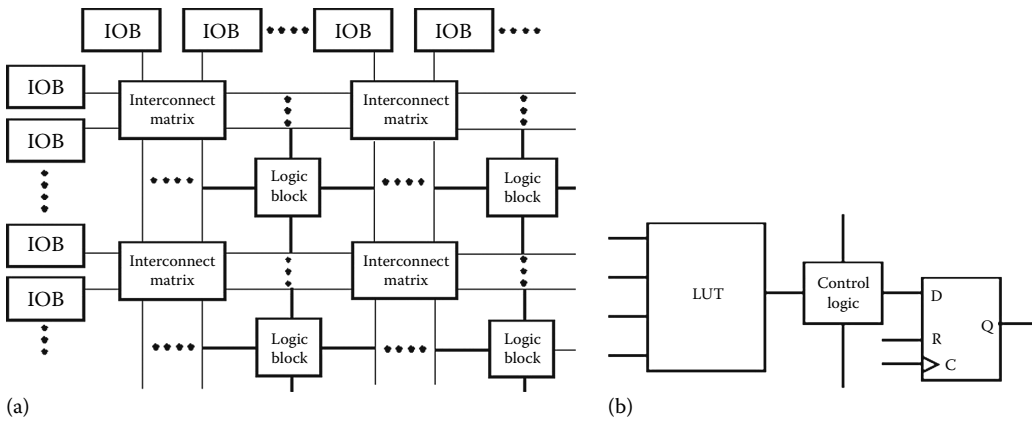 IOB
IOB
IOB
IOB
IOB
Interconnect
matrix
Interconnect
matrix
IOB
Logic
block
Logic
block
IOB
Interconnect
matrix
Interconnect
matrix
IOB
Logic
block
Logic
block
(a)
LUT
Control
logic
D
Q
R
C
(b)